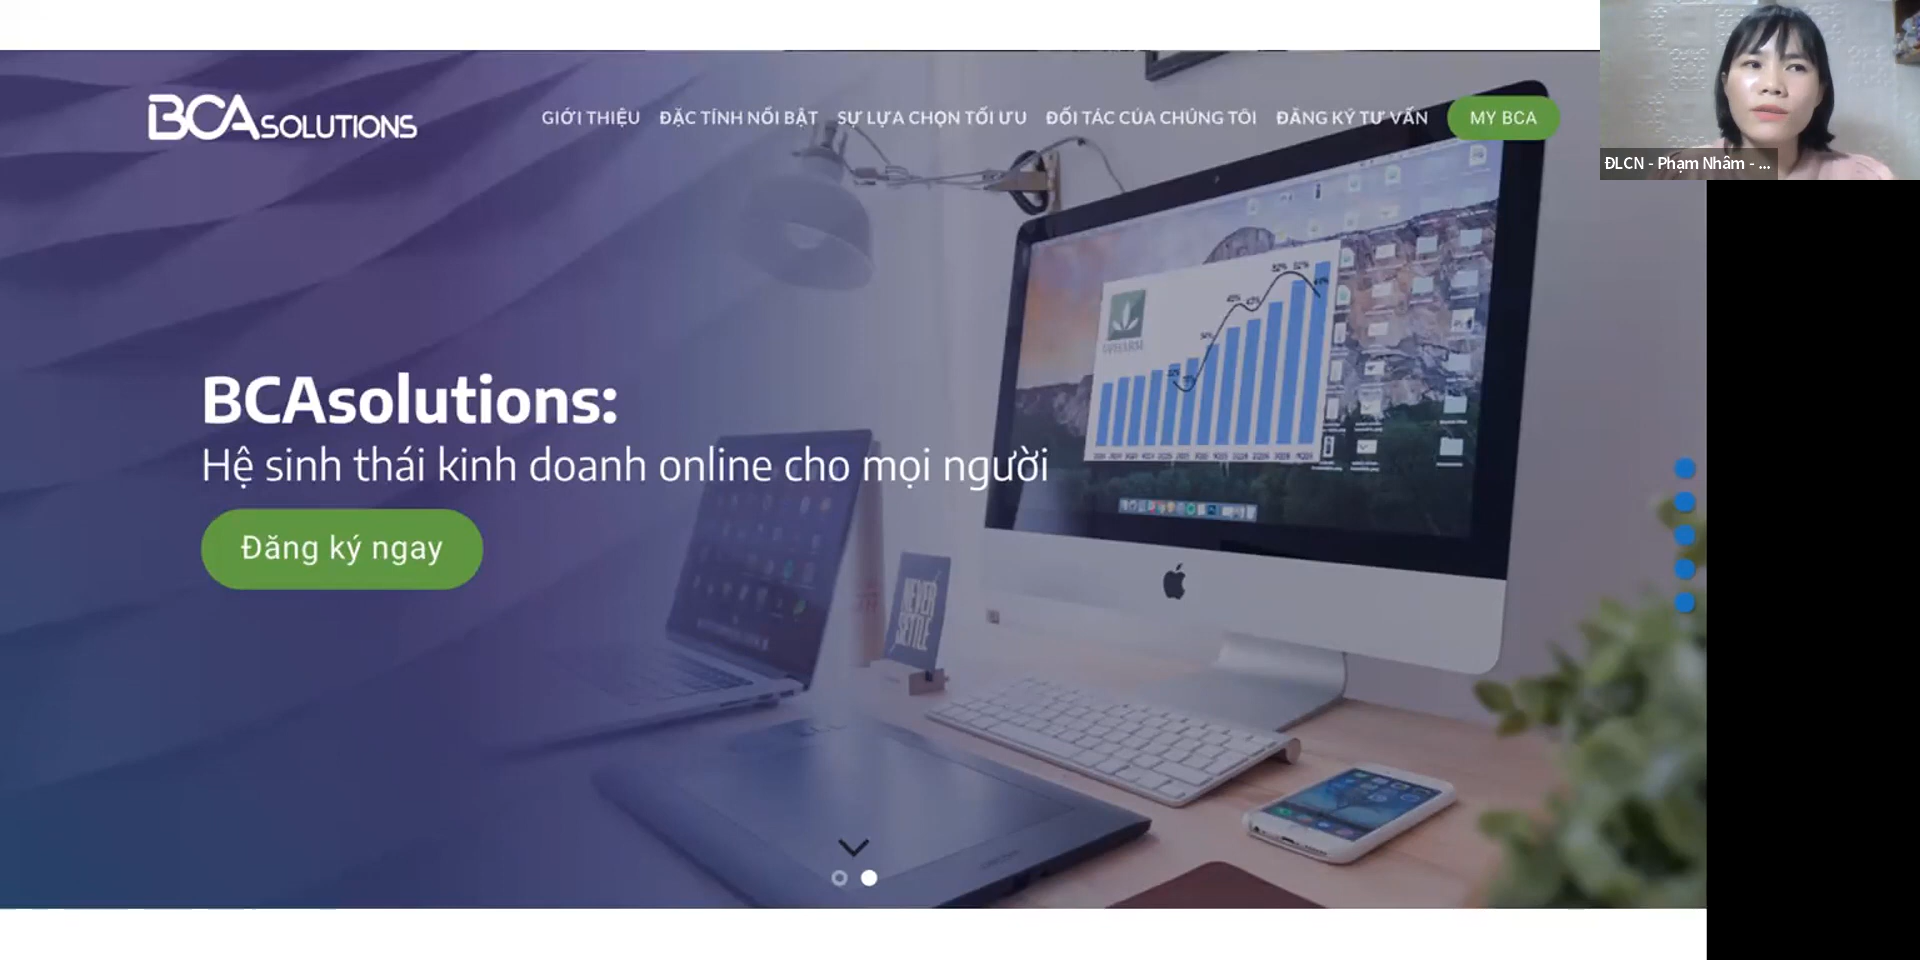 BCASOLUTIONS
GIỚI THIỆU ĐẶC TÍNH NỔI BẬT SỰ LỰA CHỌN TỐI ƯU ĐỐI TÁC CỦA CHÚNG TÔI ĐĂNG KÝ TƯ VẤN MY BCA
ĐLCN - Phạm Nhâm - ...
BCAsolutions:
Hệ sinh thái kinh doanh online cho mọi người
Đăng ký ngay
NEVER
SETTLE